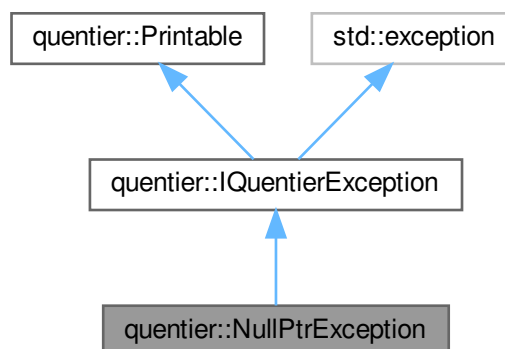 quentier::Printable
std::exception
quentier::IQuentierException
quentier::NullPtrException